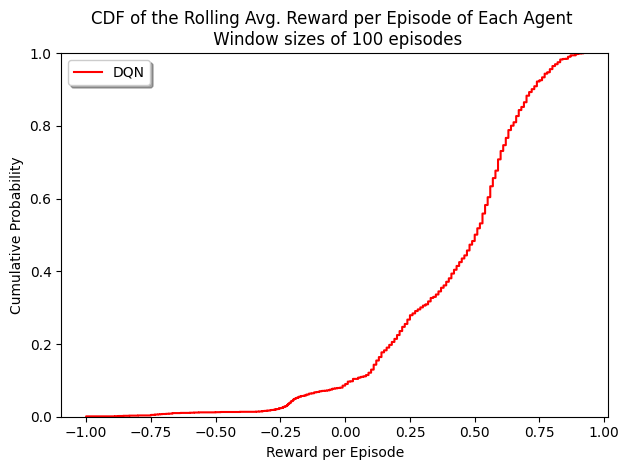 CDF of the Rolling Avg. Reward per Episode of Each Agent
Window sizes of 100 episodes
DQN
Cumulative Probability
1.0
0.8
0.6
0.4
0.2
0.0
−1.00 −0.75 −0.50 −0.25 0.00 0.25 0.50 0.75 1.00
Reward per Episode